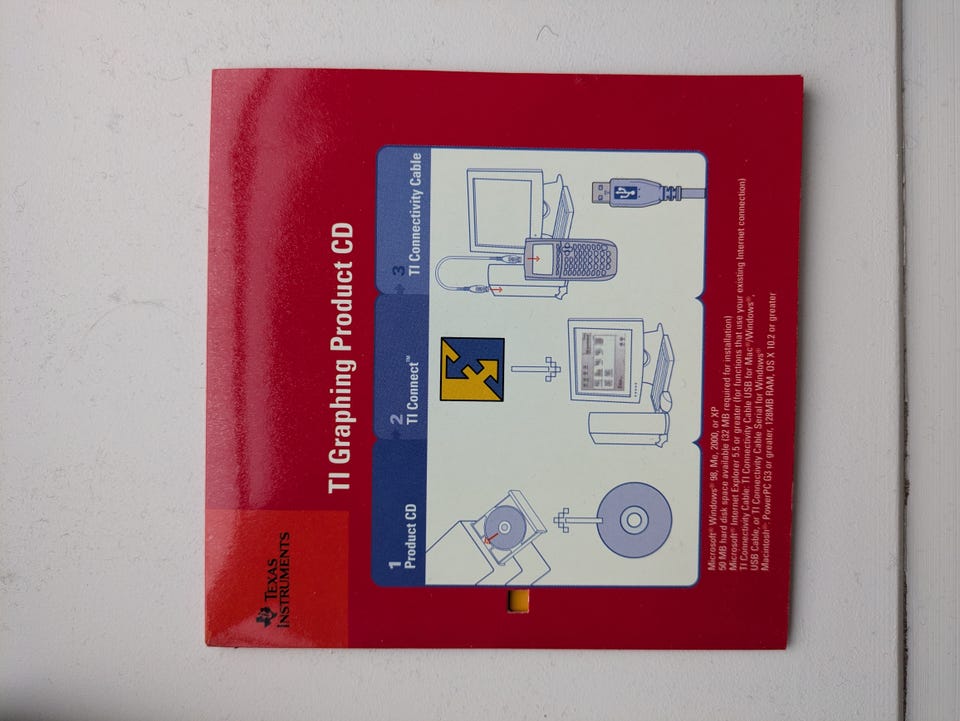 TEXAS
INSTRUMENTS
TI Graphing Product CD
1
Product CD
2
TI Connect™
3
TI Connectivity Cable
Microsoft® Windows® 98, Me, 2000, or XP
50 MB hard disk space available (32 MB required for installation)
Microsoft® Internet Explorer 5.5 or greater (for functions that use your existing Internet connection)
TI Connectivity Cable: TI Connectivity Cable USB for Mac®/Windows®,
USB Cable, or TI Connectivity Cable Serial for Windows®
Macintosh® PowerPC G3 or greater, 128MB RAM, OS X 10.2 or greater